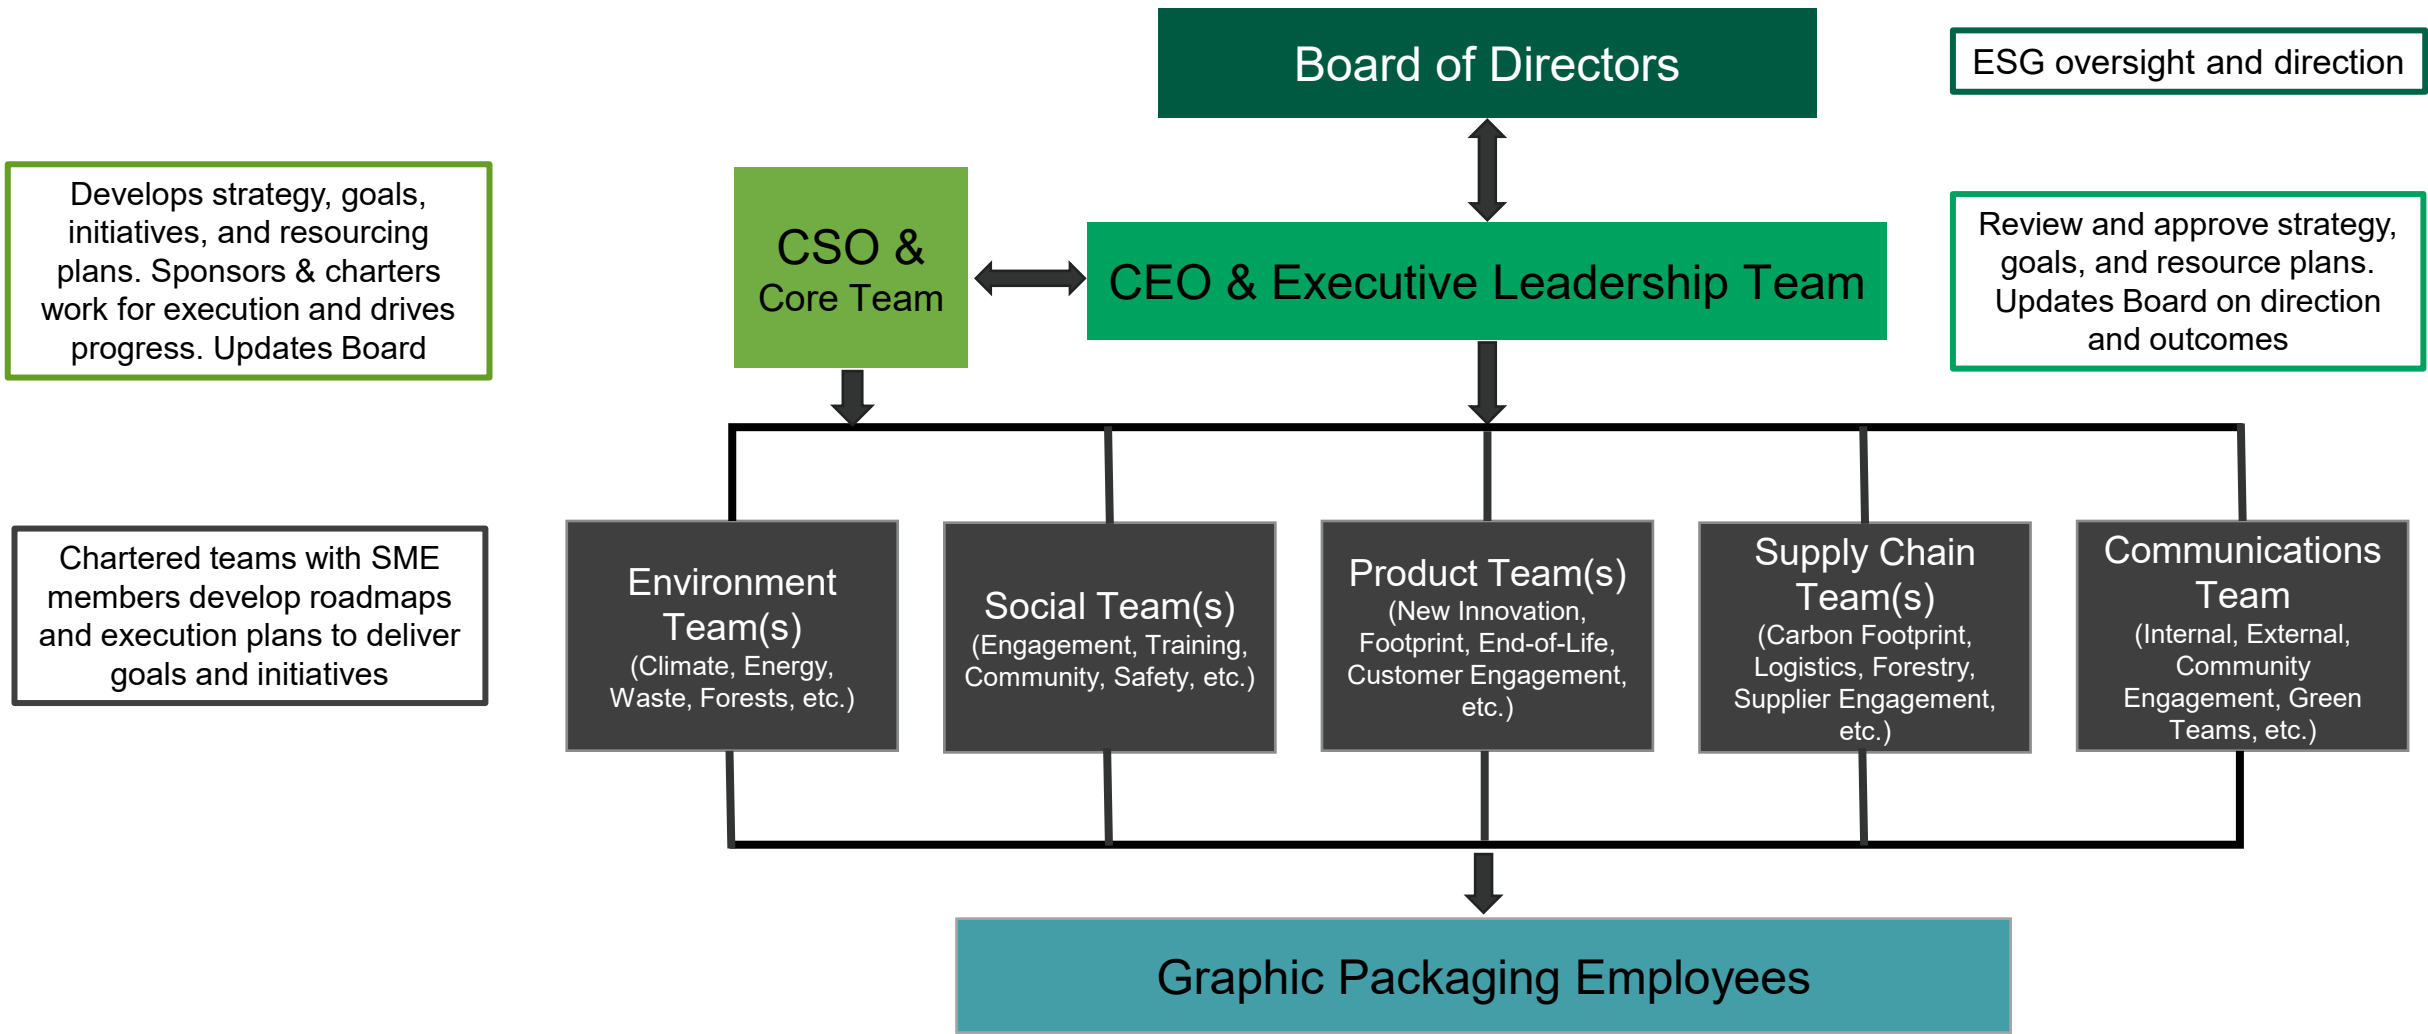 Board of Directors
ESG oversight and direction
Develops strategy, goals,
initiatives, and resourcing
plans. Sponsors & charters
work for execution and drives
progress. Updates Board
CSO &
Core Team
CEO & Executive Leadership Team
Review and approve strategy,
goals, and resource plans.
Updates Board on direction
and outcomes
Chartered teams with SME
members develop roadmaps
and execution plans to deliver
goals and initiatives
Environment
Team(s)
(Climate, Energy,
Waste, Forests, etc.)
Social Team(s)
(Engagement, Training,
Community, Safety, etc.)
Product Team(s)
(New Innovation,
Footprint, End-of-Life,
Customer Engagement,
etc.)
Supply Chain
Team(s)
(Carbon Footprint,
Logistics, Forestry,
Supplier Engagement,
etc.)
Communications
Team
(Internal, External,
Community
Engagement, Green
Teams, etc.)
Graphic Packaging Employees